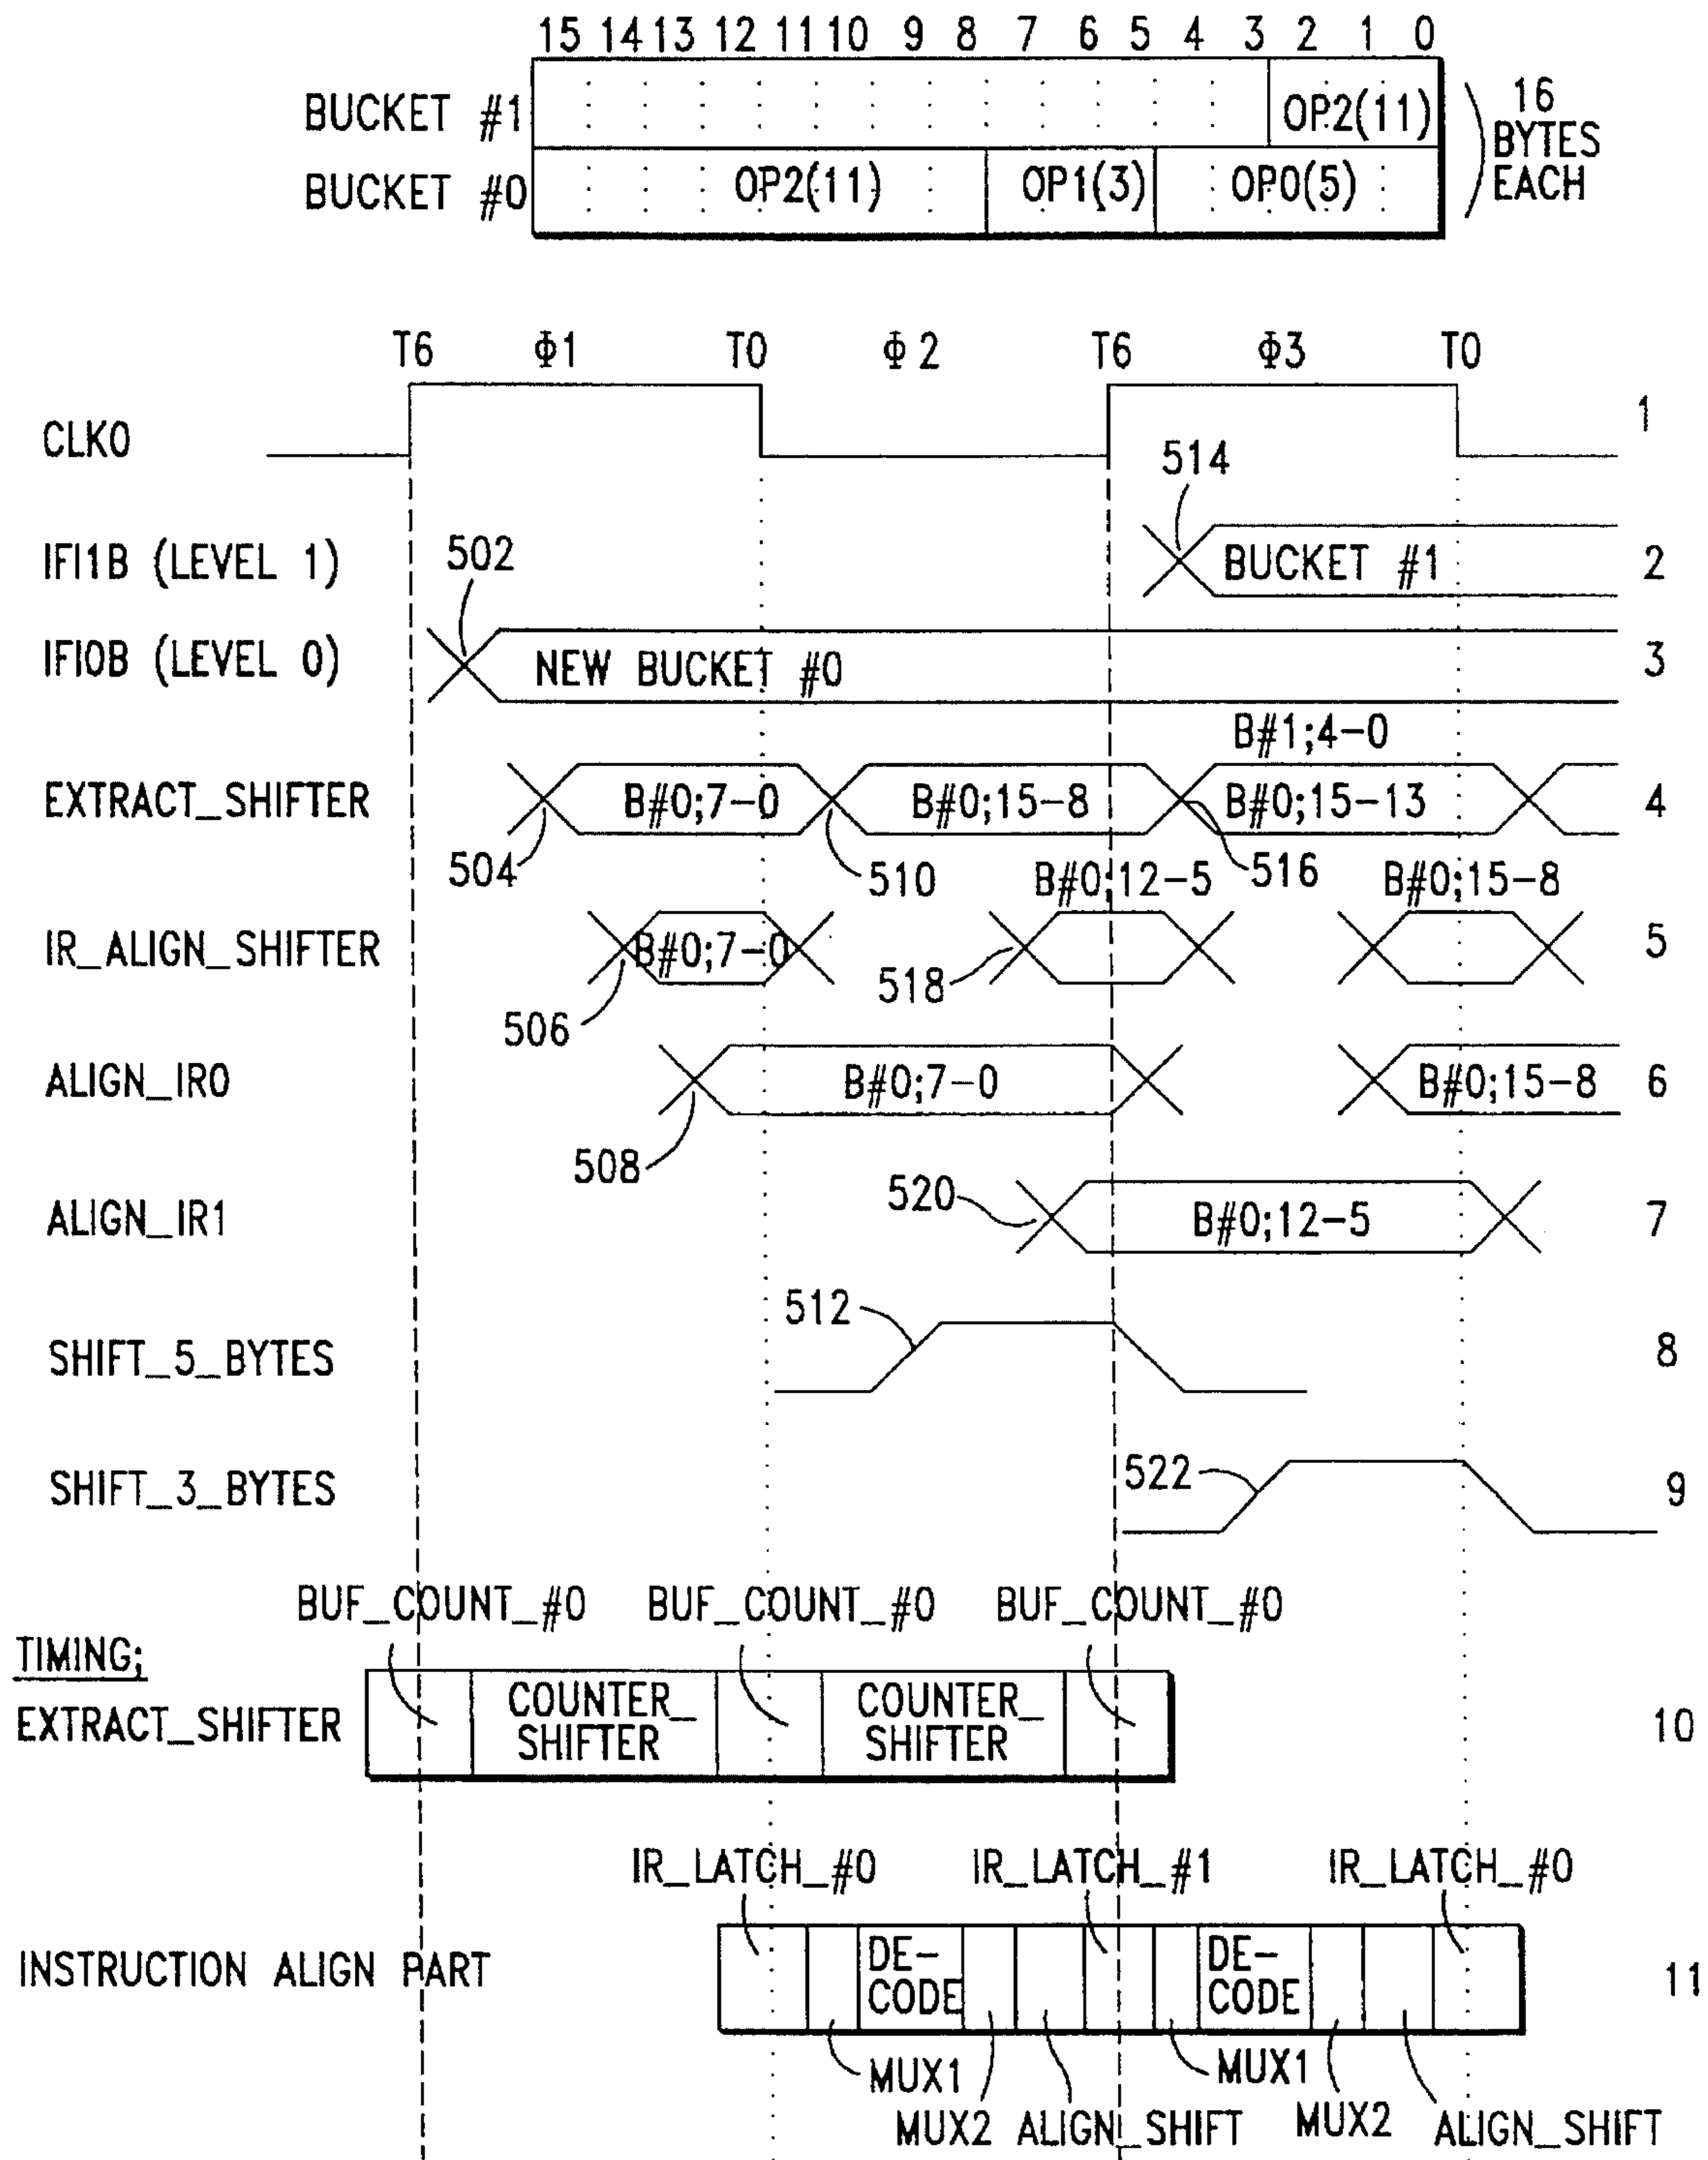 15 14 13 12 11 10 9 8 7 6 5 4 3 2 1 0
BUCKET #1 OP2(11)
BUCKET #0 OP2(11) OP1(3) OP0(5)
16
BYTES
EACH
T6 Φ1 T0 Φ2 T6 Φ3 T0
CLK0 1
514
IFI1B (LEVEL 1) 502 BUCKET #1 2
IFI0B (LEVEL 0) NEW BUCKET #0 3
B#1;4-0
EXTRACT_SHIFTER B#0;7-0 B#0;15-8 B#0;15-13 4
504 510 516
B#0;12-5 B#0;15-8
IR_ALIGN_SHIFTER B#0;7-0 5
518
506
ALIGN_IR0 B#0;7-0 B#0;15-8 6
508
520
ALIGN_IR1 B#0;12-5 7
512
SHIFT_5_BYTES 8
522
SHIFT_3_BYTES 9
BUF_COUNT_#0 BUF_COUNT_#0 BUF_COUNT_#0
TIMING;
EXTRACT_SHIFTER 10
COUNTER_
SHIFTER
COUNTER_
SHIFTER
IR_LATCH_#0 IR_LATCH_#1 IR_LATCH_#0
INSTRUCTION ALIGN PART 11
DE-
CODE
DE-
CODE
MUX1 MUX1
MUX2 ALIGN_SHIFT MUX2 ALIGN_SHIFT